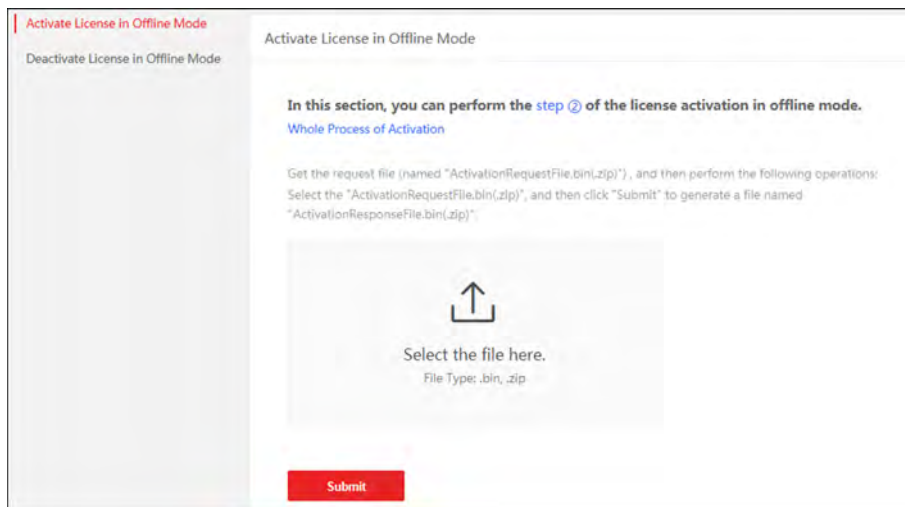 Activate License in Offline Mode
Deactivate License in Offline Mode
Activate License in Offline Mode
In this section, you can perform the step ② of the license activation in offline mode.
Whole Process of Activation
Get the request file (named "ActivationRequestFile.bin(.zip)") , and then perform the following operations:
Select the "ActivationRequestFile.bin(.zip)", and then click "Submit" to generate a file named
"ActivationResponseFile.bin(.zip)".
Select the file here.
File Type: .bin, .zip
Submit